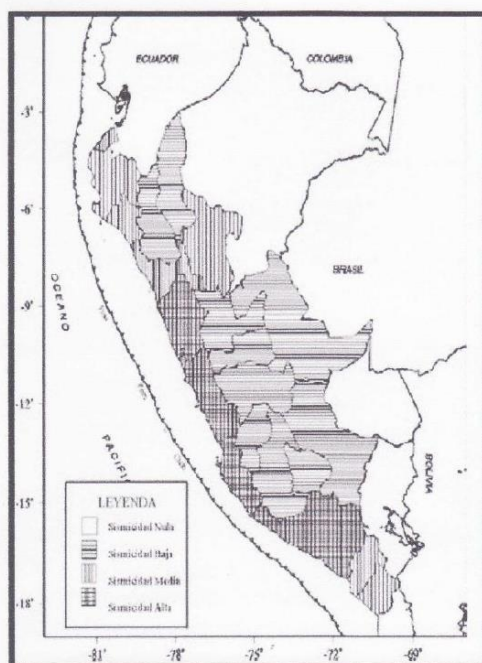 ECUADOR
COLOMBIA
-3°
-6°
BRASIL
OCEANO
-9°
-12°
PACIFI
BOLIVIA
LEYENDA
Sismicidad Nula
Sismicidad Baja
Sismicidad Media
Sismicidad Alta
-15°
-18°
-81°
-78°
-75°
-72°
-69°